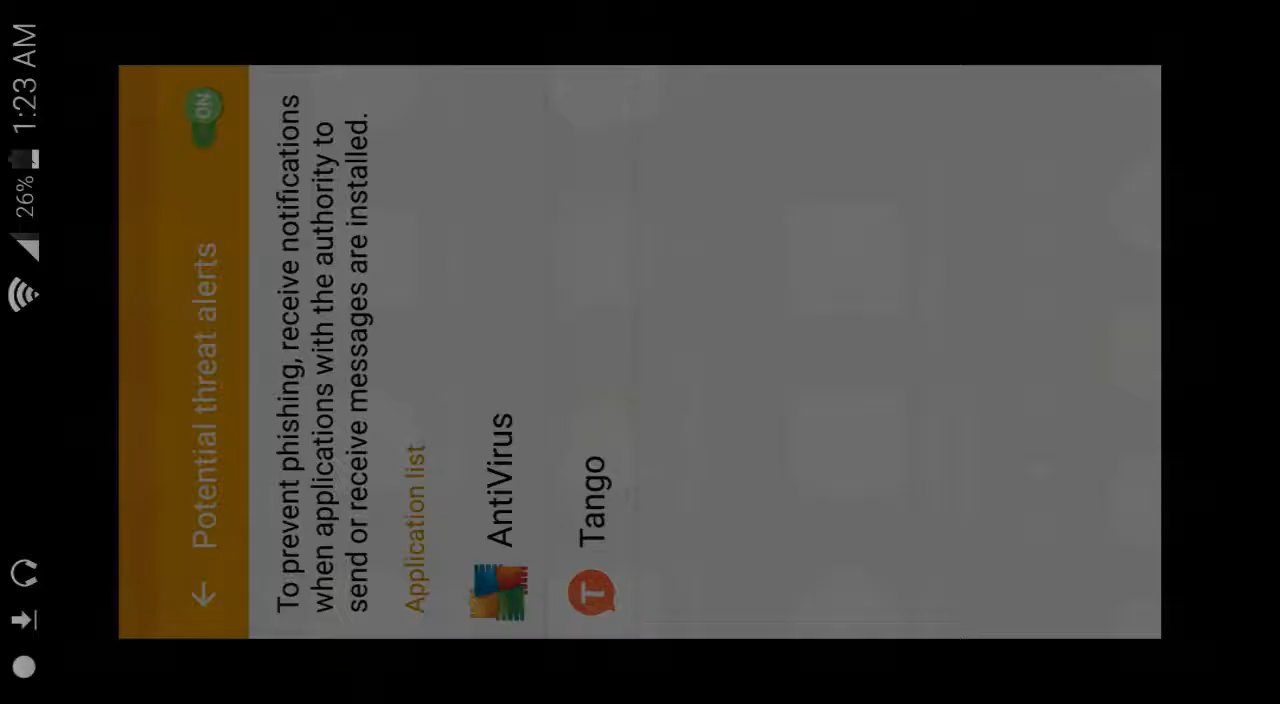 26% 1:23 AM
Potential threat alerts
ON
To prevent phishing, receive notifications
when applications with the authority to
send or receive messages are installed.
Application list
AntiVirus
T
Tango